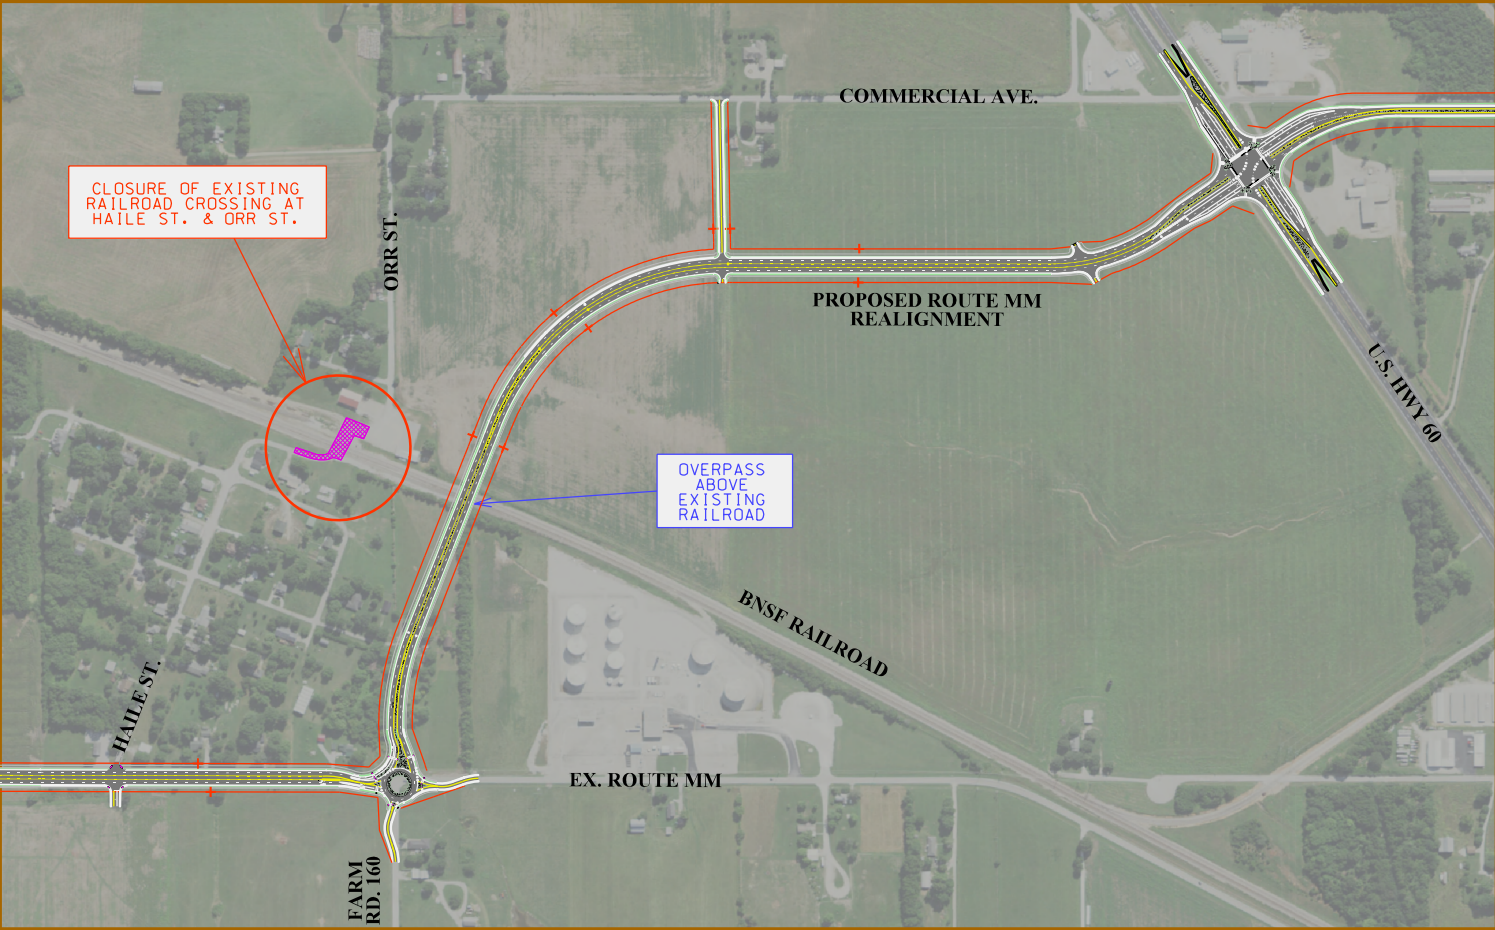 COMMERCIAL AVE.
CLOSURE OF EXISTING
RAILROAD CROSSING AT
HAILE ST. & ORR ST.
ORR ST.
PROPOSED ROUTE MM
REALIGNMENT
U.S. HWY 60
OVERPASS
ABOVE
EXISTING
RAILROAD
BNSF RAILROAD
HAILE ST.
EX. ROUTE MM
FARM
RD. 160